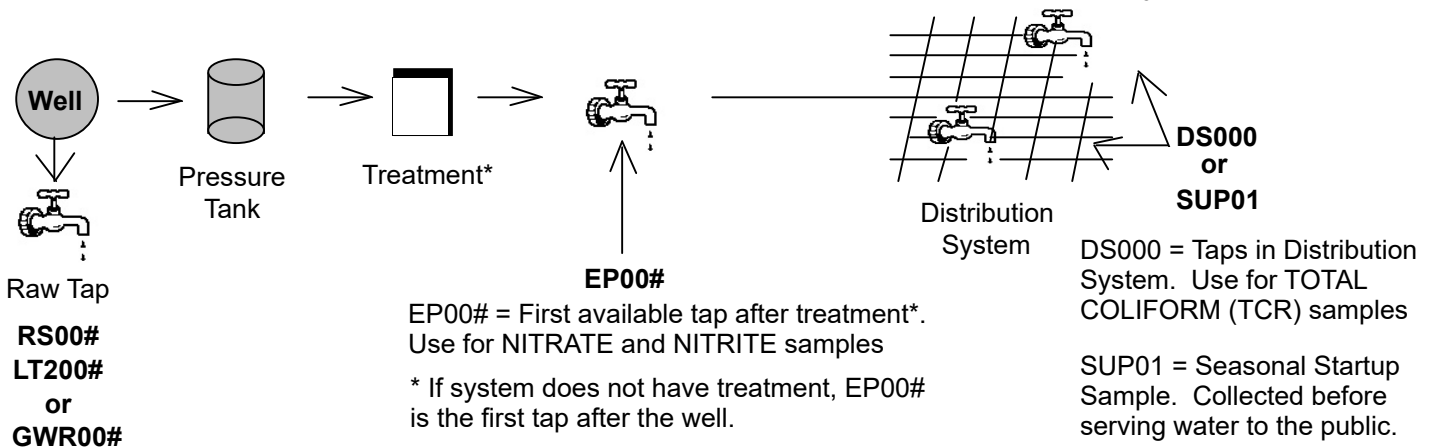 Well
Pressure
Tank
Treatment*
Raw Tap
RS00#
LT200#
or
GWR00#
EP00#
EP00# = First available tap after treatment*.
Use for NITRATE and NITRITE samples
* If system does not have treatment, EP00#
is the first tap after the well.
Distribution
System
DS000
or
SUP01
DS000 = Taps in Distribution
System. Use for TOTAL
COLIFORM (TCR) samples
SUP01 = Seasonal Startup
Sample. Collected before
serving water to the public.